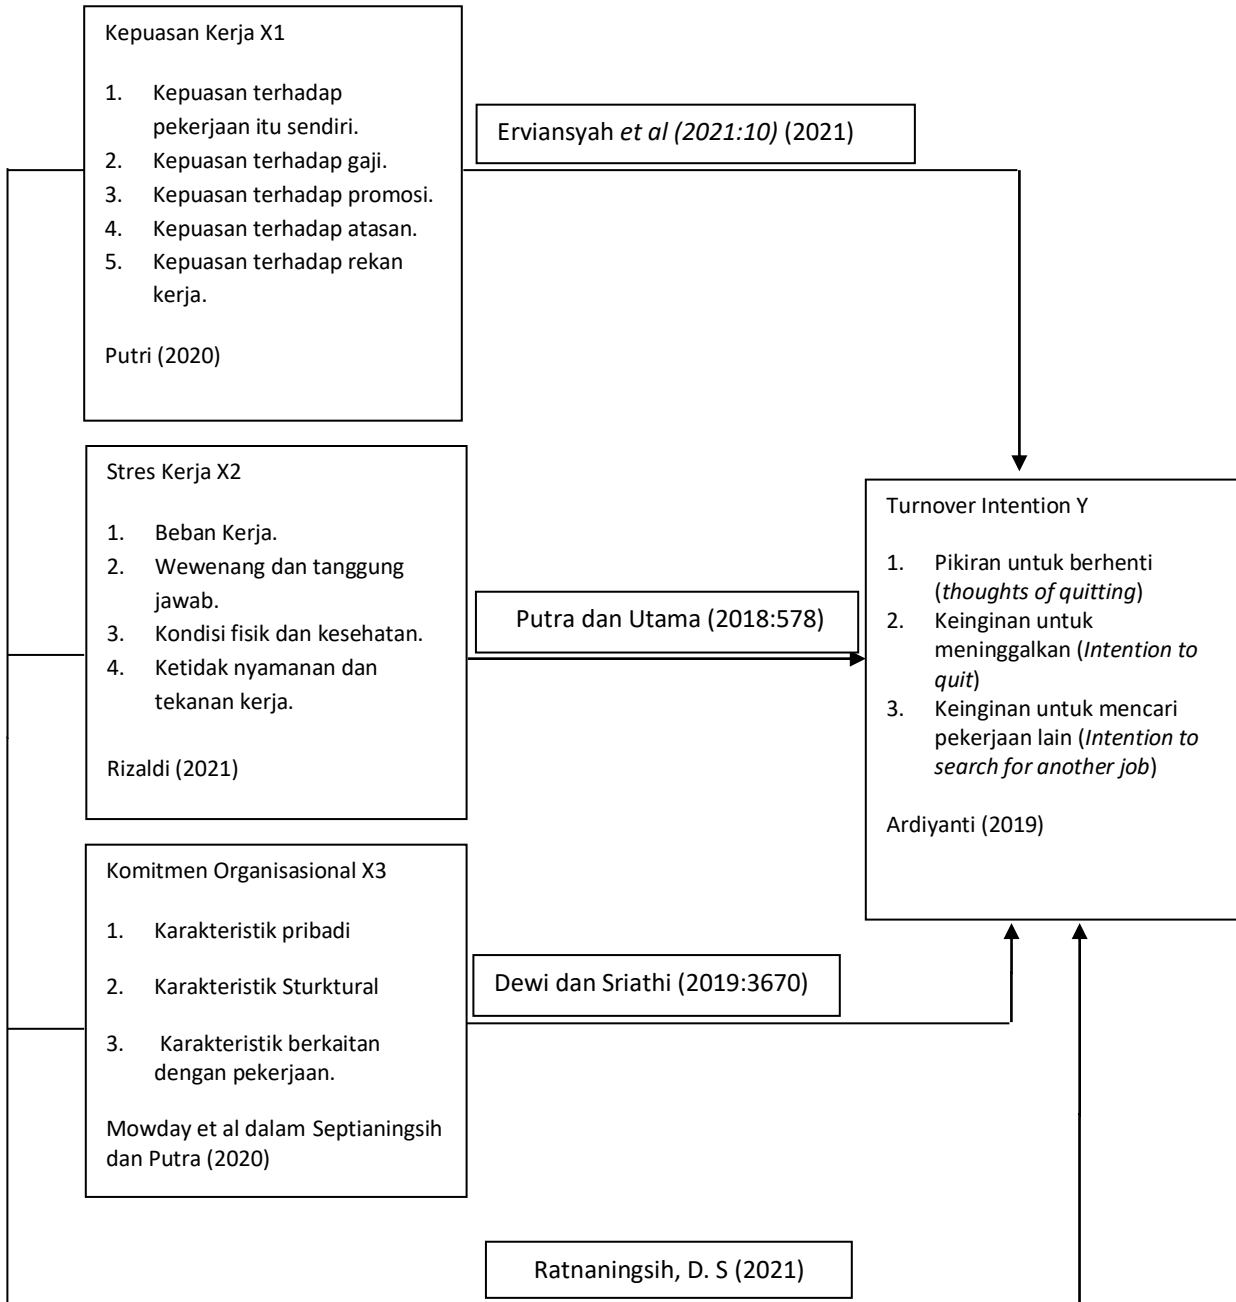 Kepuasan Kerja X1
1. Kepuasan terhadap
pekerjaan itu sendiri.
2. Kepuasan terhadap gaji.
3. Kepuasan terhadap promosi.
4. Kepuasan terhadap atasan.
5. Kepuasan terhadap rekan
kerja.
Putri (2020)
Erviansyah et al (2021:10) (2021)
Stres Kerja X2
1. Beban Kerja.
2. Wewenang dan tanggung
jawab.
3. Kondisi fisik dan kesehatan.
4. Ketidak nyamanan dan
tekanan kerja.
Rizaldi (2021)
Putra dan Utama (2018:578)
Turnover Intention Y
1. Pikiran untuk berhenti
(thoughts of quitting)
2. Keinginan untuk
meninggalkan (Intention to
quit)
3. Keinginan untuk mencari
pekerjaan lain (Intention to
search for another job)
Ardiyanti (2019)
Komitmen Organisasional X3
1. Karakteristik pribadi
2. Karakteristik Sturktural
3. Karakteristik berkaitan
dengan pekerjaan.
Mowday et al dalam Septianingsih
dan Putra (2020)
Dewi dan Sriathi (2019:3670)
Ratnaningsih, D. S (2021)